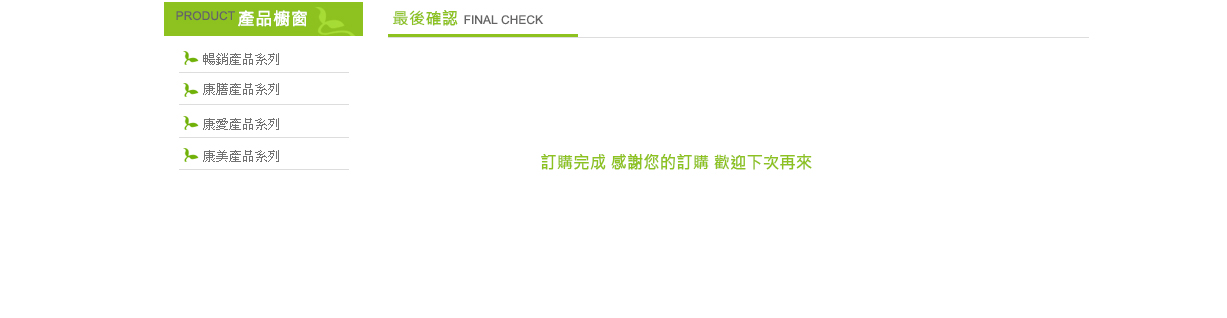 PRODUCT 產品櫥窗
暢銷產品系列
康膳產品系列
康愛產品系列
康美產品系列
最後確認 FINAL CHECK
訂購完成 感謝您的訂購 歡迎下次再來